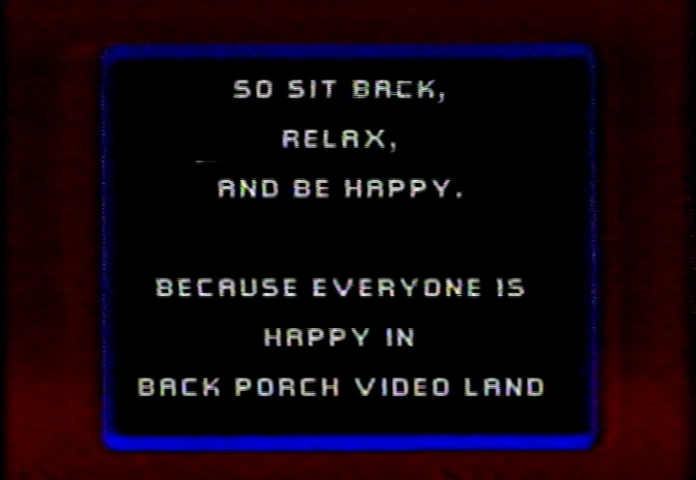 SO SIT BACK,
RELAX,
AND BE HAPPY.
BECAUSE EVERYONE IS
HAPPY IN
BACK PORCH VIDEO LAND